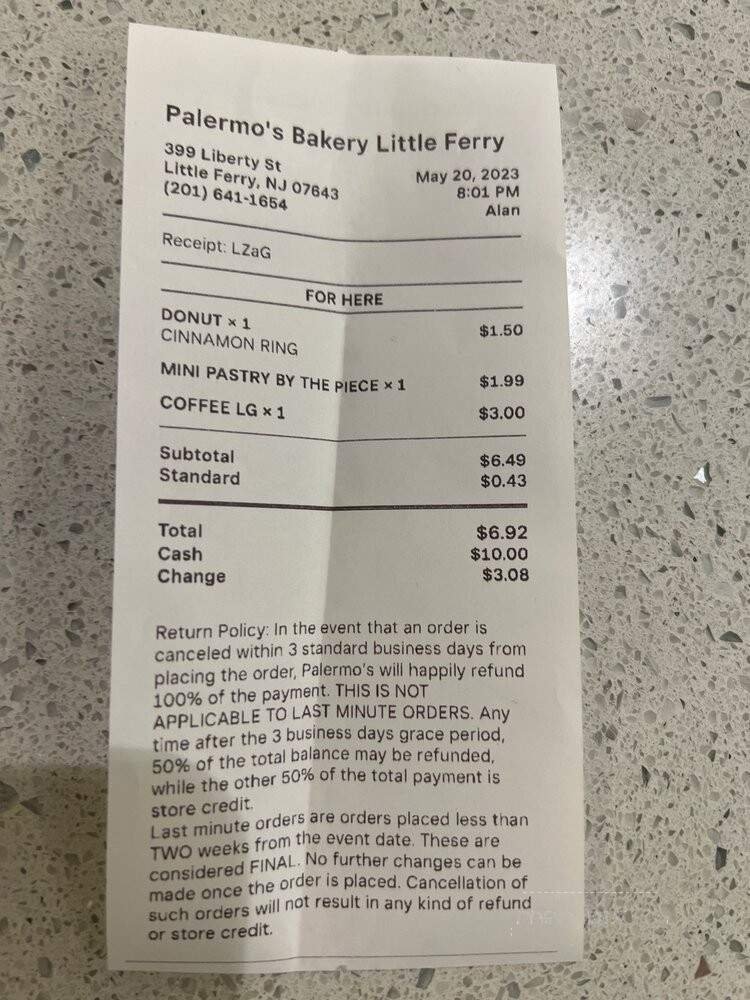 Palermo's Bakery Little Ferry
399 Liberty St
Little Ferry, NJ 07643
(201) 641-1654
May 20, 2023
8:01 PM
Alan
Receipt: LZaG
FOR HERE
DONUT × 1 $1.50
CINNAMON RING
MINI PASTRY BY THE PIECE × 1 $1.99
COFFEE LG × 1 $3.00
Subtotal $6.49
Standard $0.43
Total $6.92
Cash $10.00
Change $3.08
Return Policy: In the event that an order is
canceled within 3 standard business days from
placing the order, Palermo's will happily refund
100% of the payment. THIS IS NOT
APPLICABLE TO LAST MINUTE ORDERS. Any
time after the 3 business days grace period,
50% of the total balance may be refunded,
while the other 50% of the total payment is
store credit.
Last minute orders are orders placed less than
TWO weeks from the event date. These are
considered FINAL. No further changes can be
made once the order is placed. Cancellation of
such orders will not result in any kind of refund
or store credit.